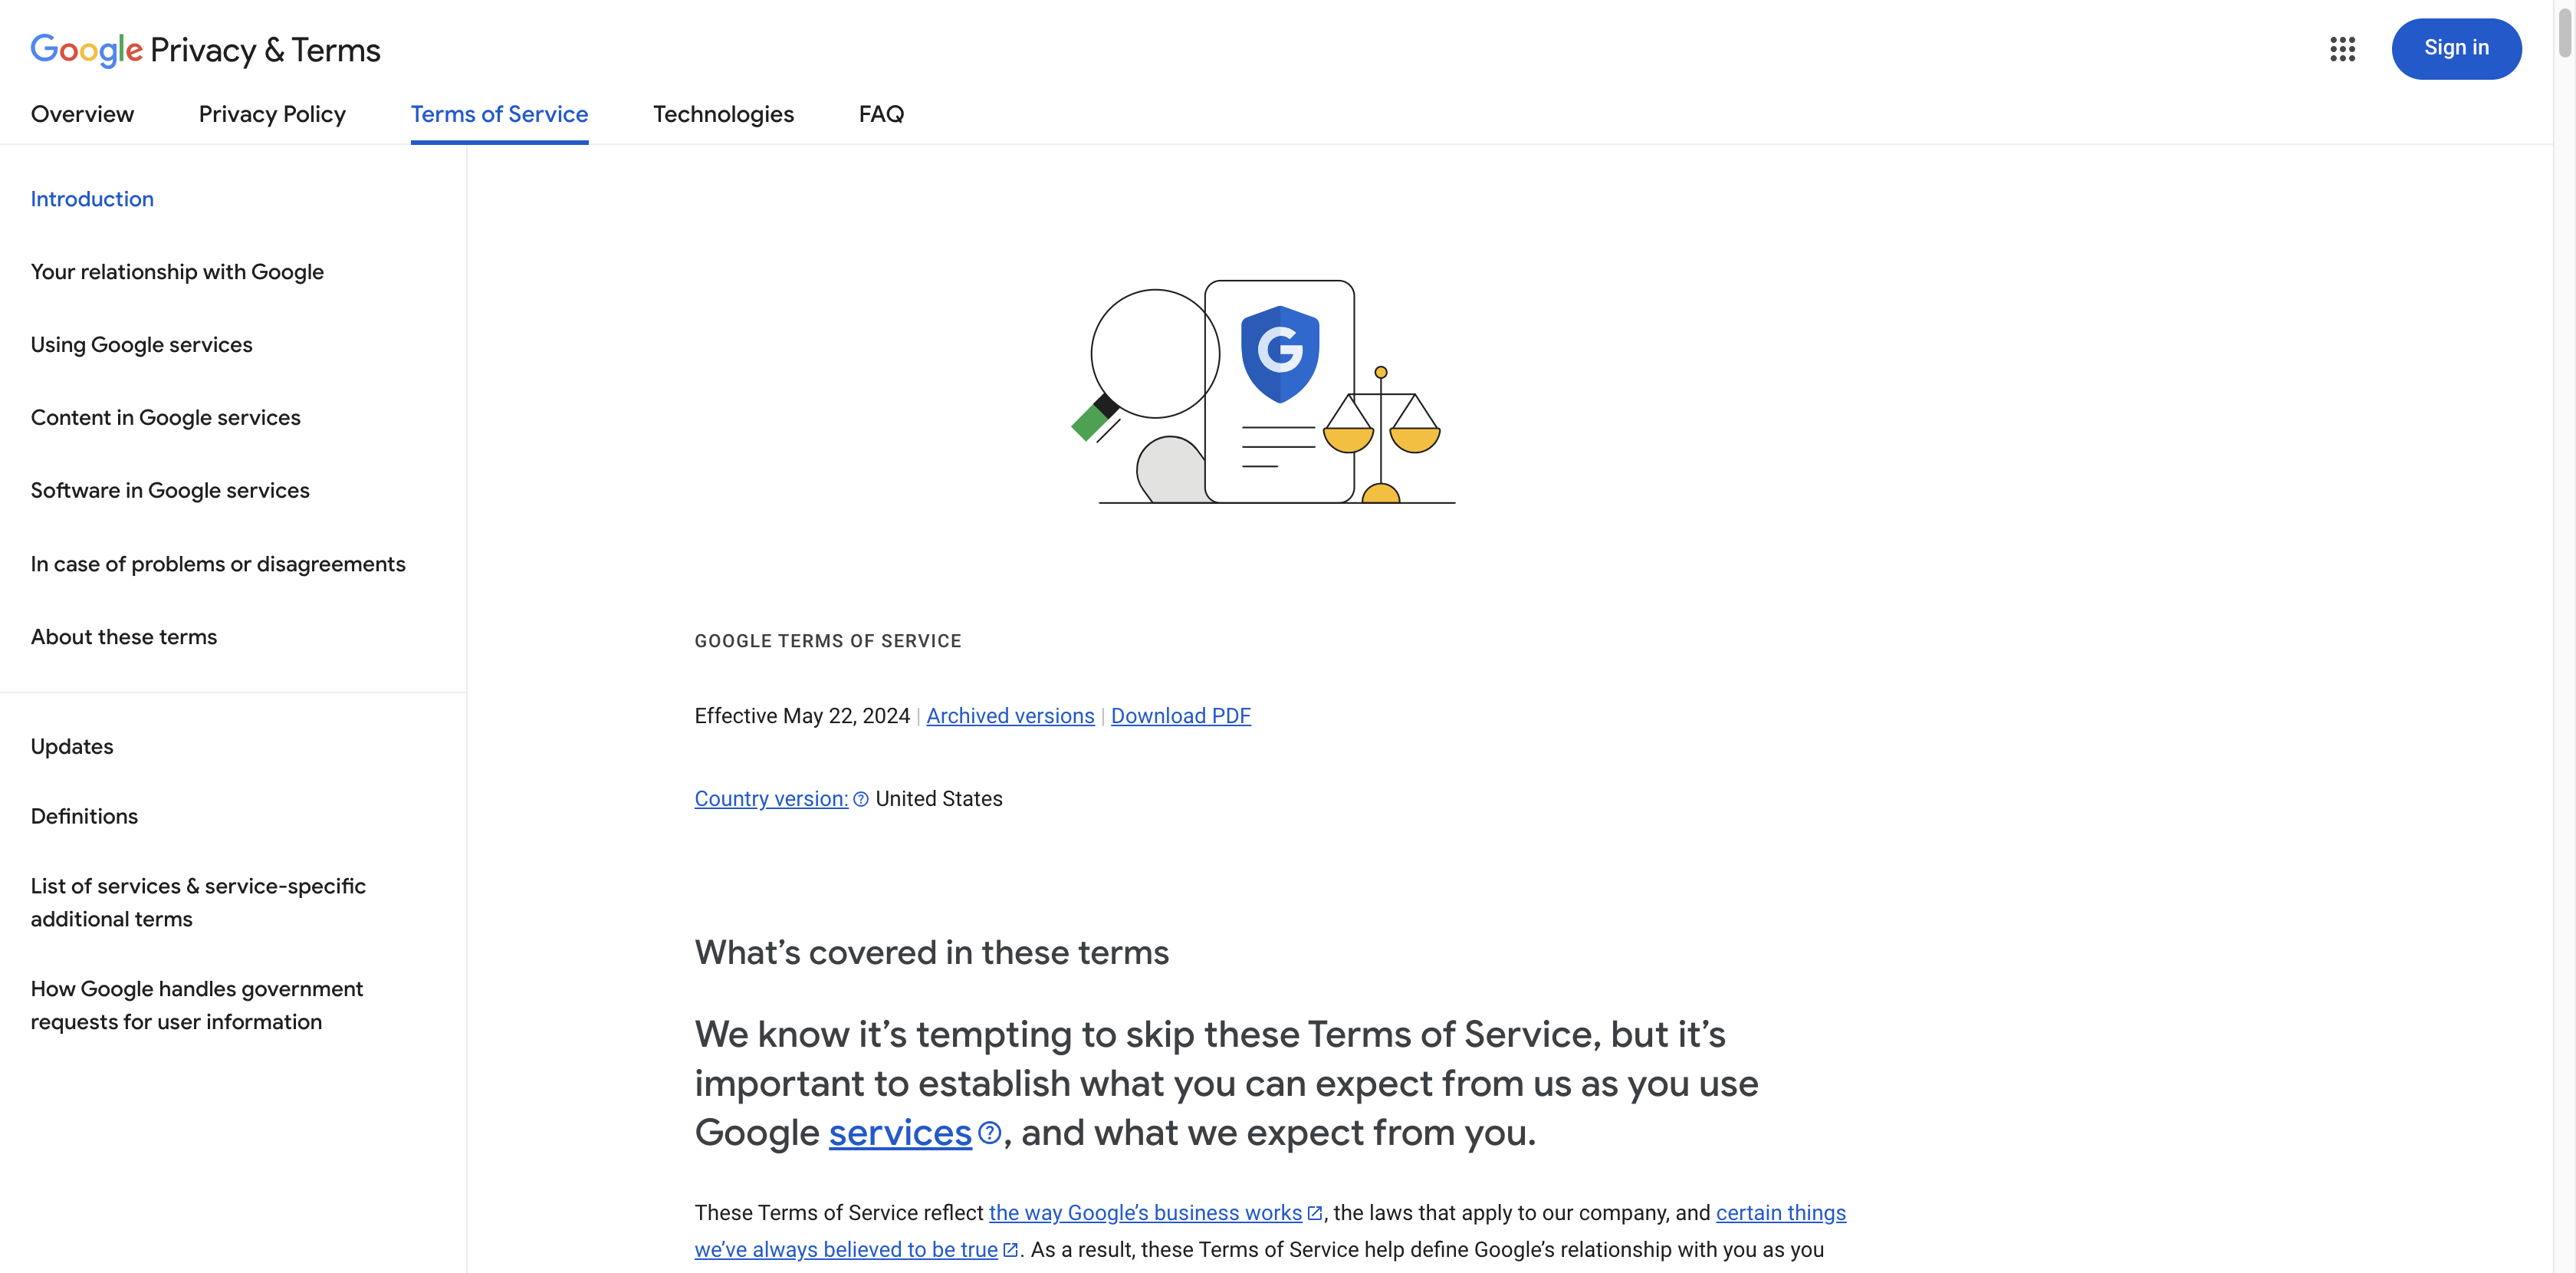 Google Privacy & Terms
Sign in
Overview
Privacy Policy
Terms of Service
Technologies
FAQ
Introduction
Your relationship with Google
Using Google services
Content in Google services
Software in Google services
In case of problems or disagreements
About these terms
Updates
Definitions
List of services & service-specific
additional terms
How Google handles government
requests for user information
G
GOOGLE TERMS OF SERVICE
Effective May 22, 2024 | Archived versions | Download PDF
Country version: United States
What’s covered in these terms
We know it’s tempting to skip these Terms of Service, but it’s
important to establish what you can expect from us as you use
Google services, and what we expect from you.
These Terms of Service reflect the way Google’s business works, the laws that apply to our company, and certain things
we’ve always believed to be true. As a result, these Terms of Service help define Google’s relationship with you as you